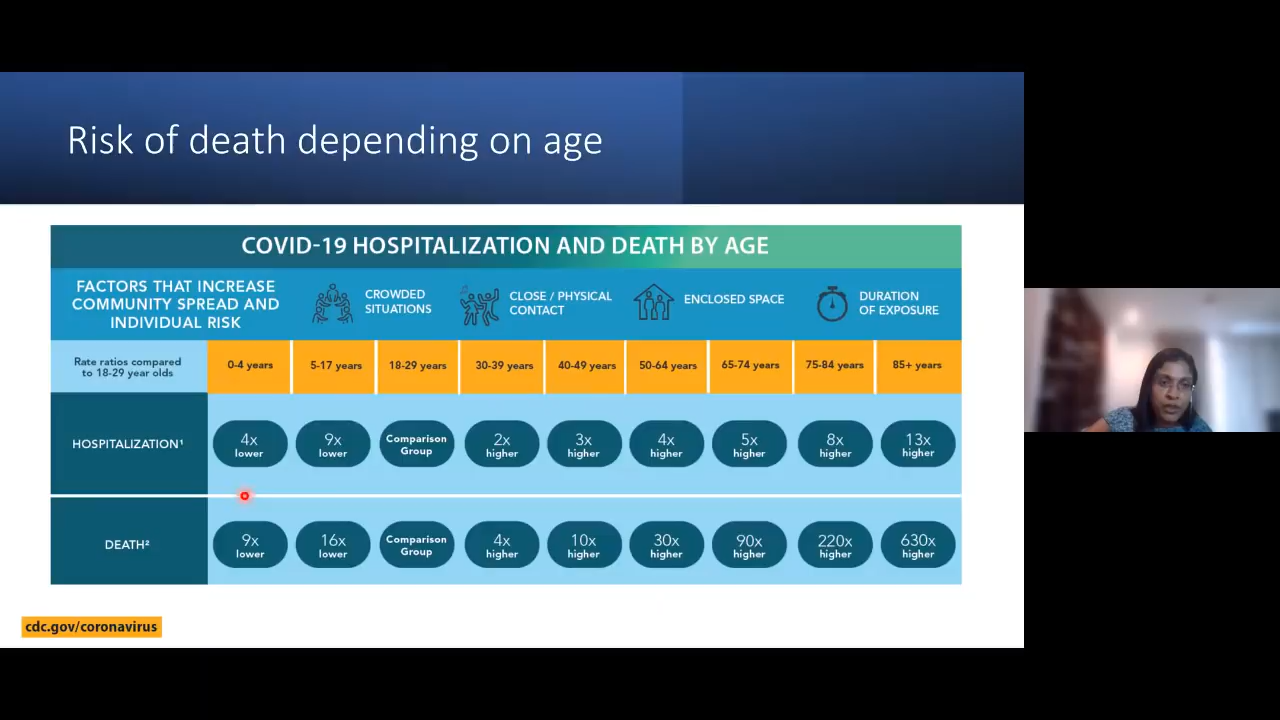 Risk of death depending on age
COVID-19 HOSPITALIZATION AND DEATH BY AGE
FACTORS THAT INCREASE
COMMUNITY SPREAD AND
INDIVIDUAL RISK
CROWDED
SITUATIONS
CLOSE / PHYSICAL
CONTACT
ENCLOSED SPACE
DURATION
OF EXPOSURE
Rate ratios compared
to 18-29 year olds
0-4 years
5-17 years
18-29 years
30-39 years
40-49 years
50-64 years
65-74 years
75-84 years
85+ years
HOSPITALIZATION¹
4x
lower
9x
lower
Comparison
Group
2x
higher
3x
higher
4x
higher
5x
higher
8x
higher
13x
higher
DEATH²
9x
lower
16x
lower
Comparison
Group
4x
higher
10x
higher
30x
higher
90x
higher
220x
higher
630x
higher
cdc.gov/coronavirus